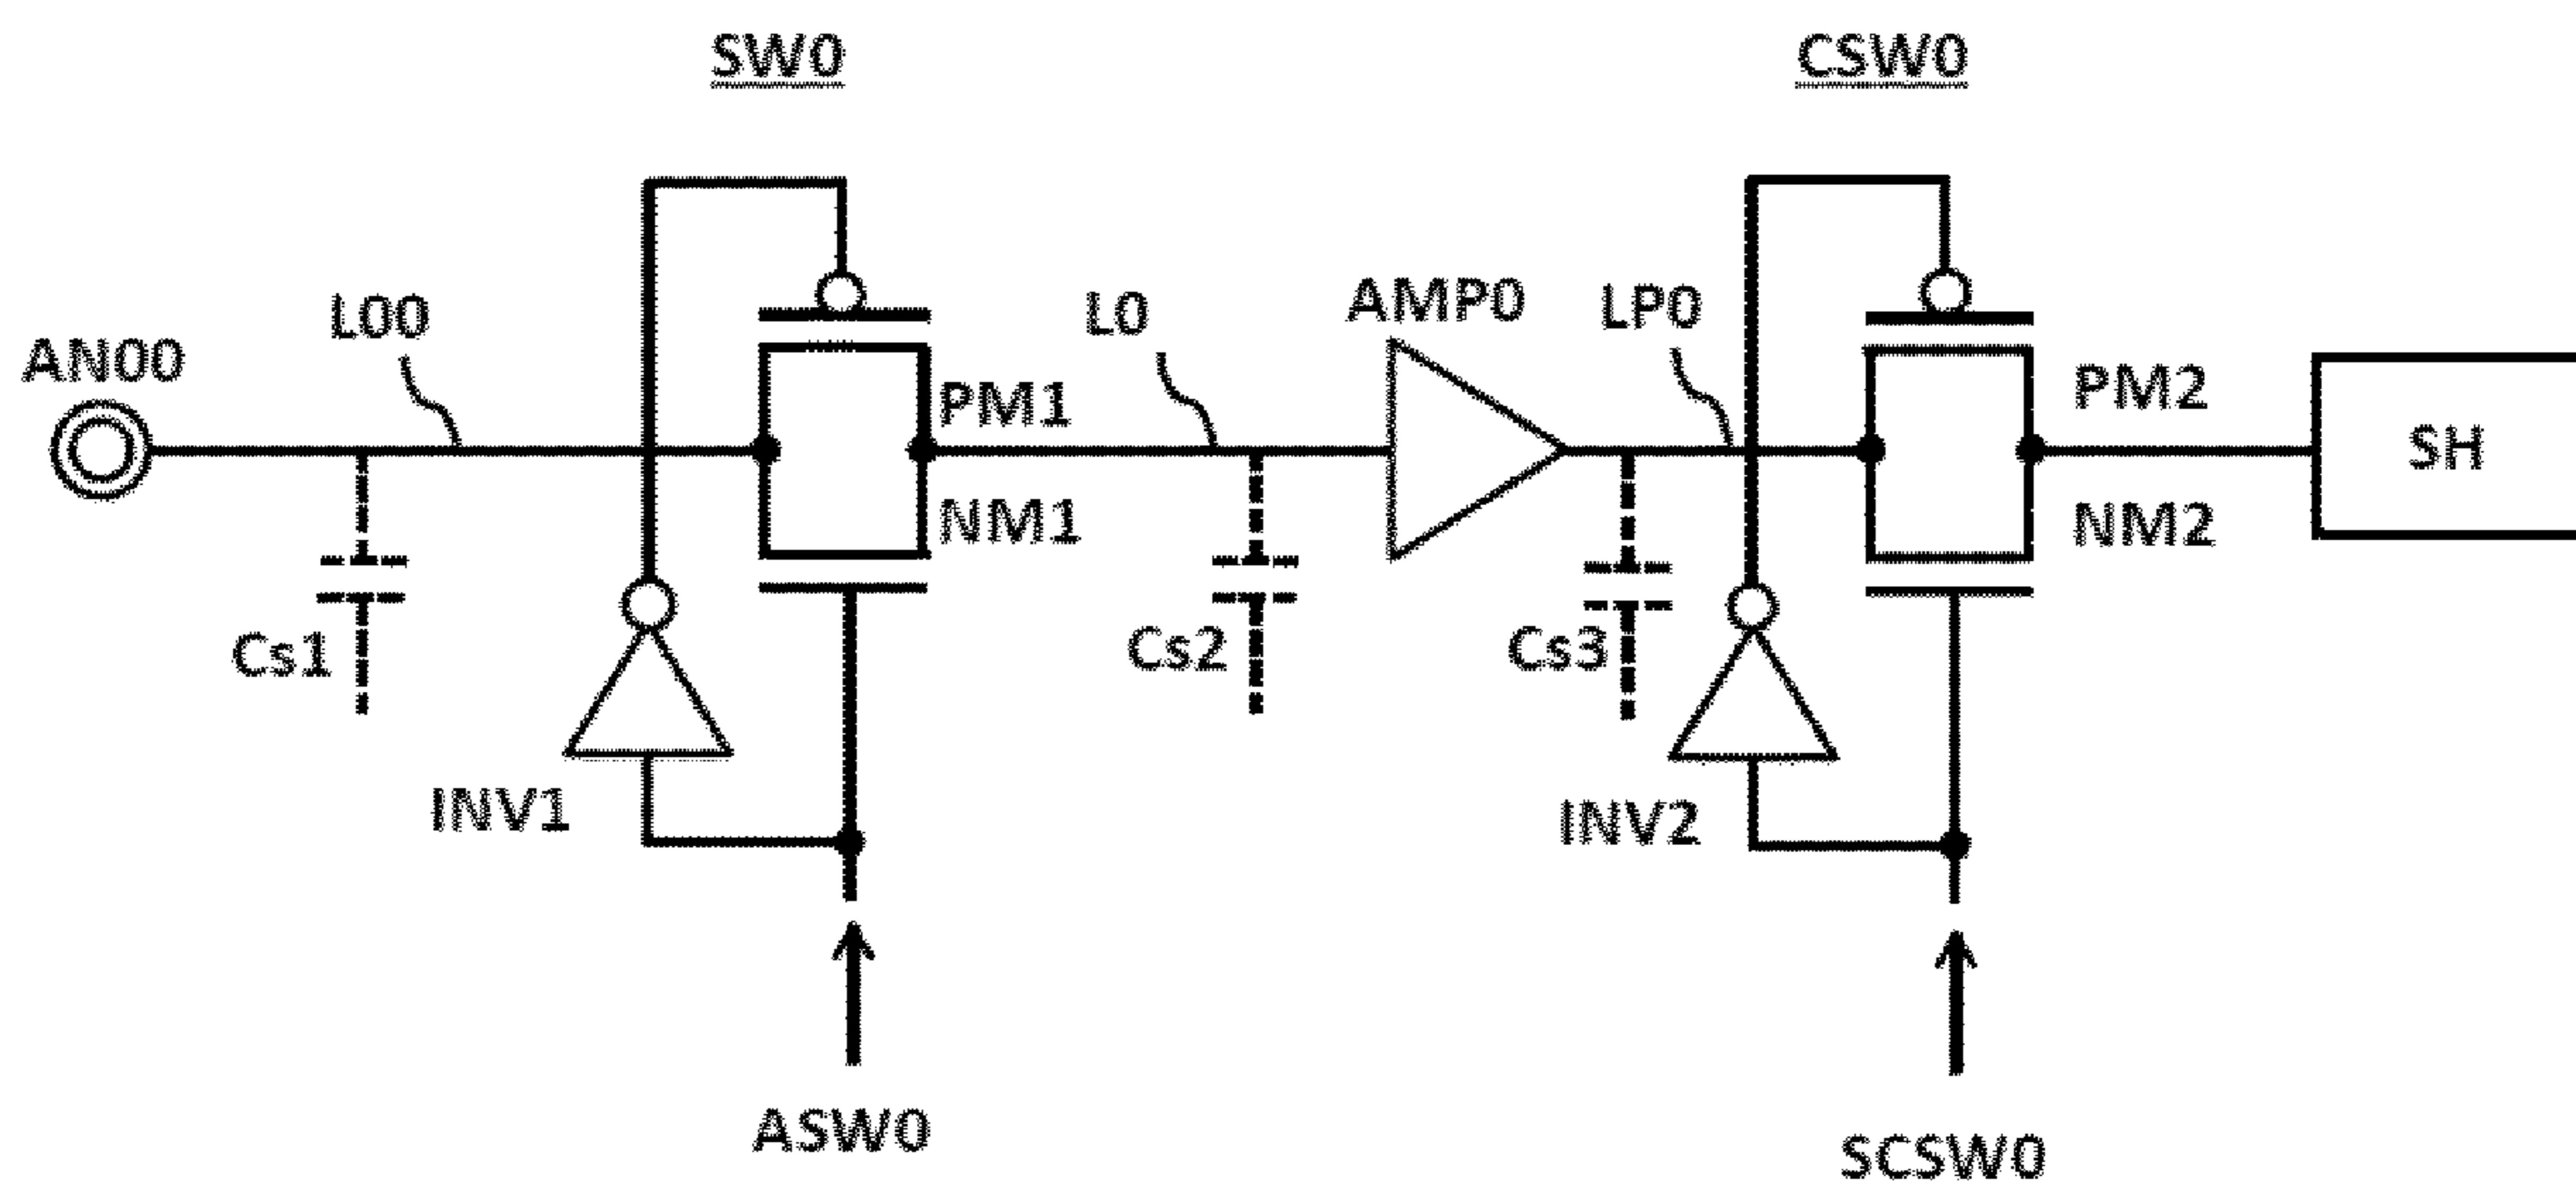 SW0
CSW0
AN00
L00
PM1
NM1
L0
AMP0
LP0
PM2
NM2
SH
Cs1
INV1
Cs2
Cs3
INV2
ASW0
SCSW0